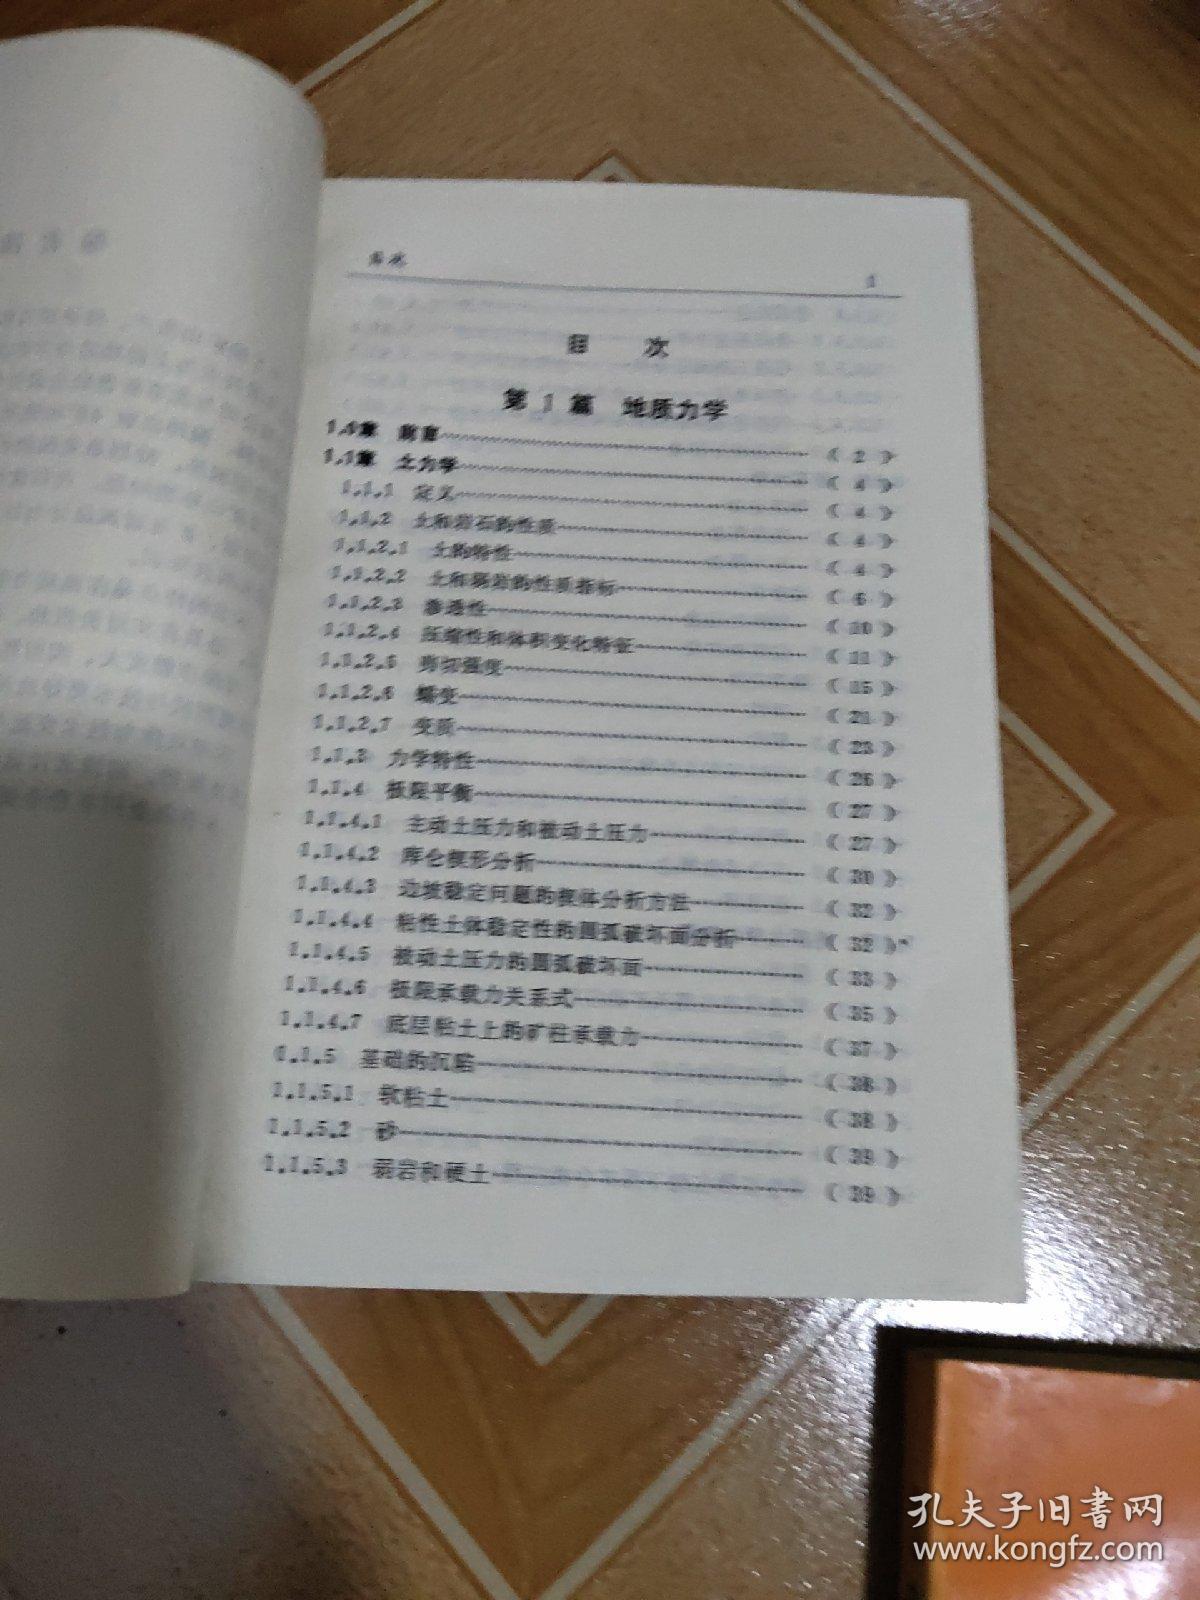 目次
1
目 次
第 1 篇 地质力学
1.0章 前言 (2)
1.1章 土力学 (4)
1.1.1 定义 (4)
1.1.2 土和岩石的性质 (4)
1.1.2.1 土的特性 (4)
1.1.2.2 土和弱岩的性质指标 (6)
1.1.2.3 渗透性 (10)
1.1.2.4 压缩性和体积变化特征 (11)
1.1.2.5 剪切强度 (15)
1.1.2.6 蠕变 (21)
1.1.2.7 变质 (23)
1.1.3 力学特性 (26)
1.1.4 极限平衡 (27)
1.1.4.1 主动土压力和被动土压力 (27)
1.1.4.2 库仑楔形分析 (30)
1.1.4.3 边坡稳定问题的楔体分析方法 (32)
1.1.4.4 粘性土体稳定性的圆弧破坏面分析 (32)
1.1.4.5 被动土压力的圆弧破坏面 (33)
1.1.4.6 极限承载力关系式 (35)
1.1.4.7 底层粘土上的矿柱承载力 (37)
1.1.5 基础的沉陷 (38)
1.1.5.1 软粘土 (38)
1.1.5.2 砂 (39)
1.1.5.3 弱岩和硬土 (39)
孔夫子旧书网
www.kongfz.com